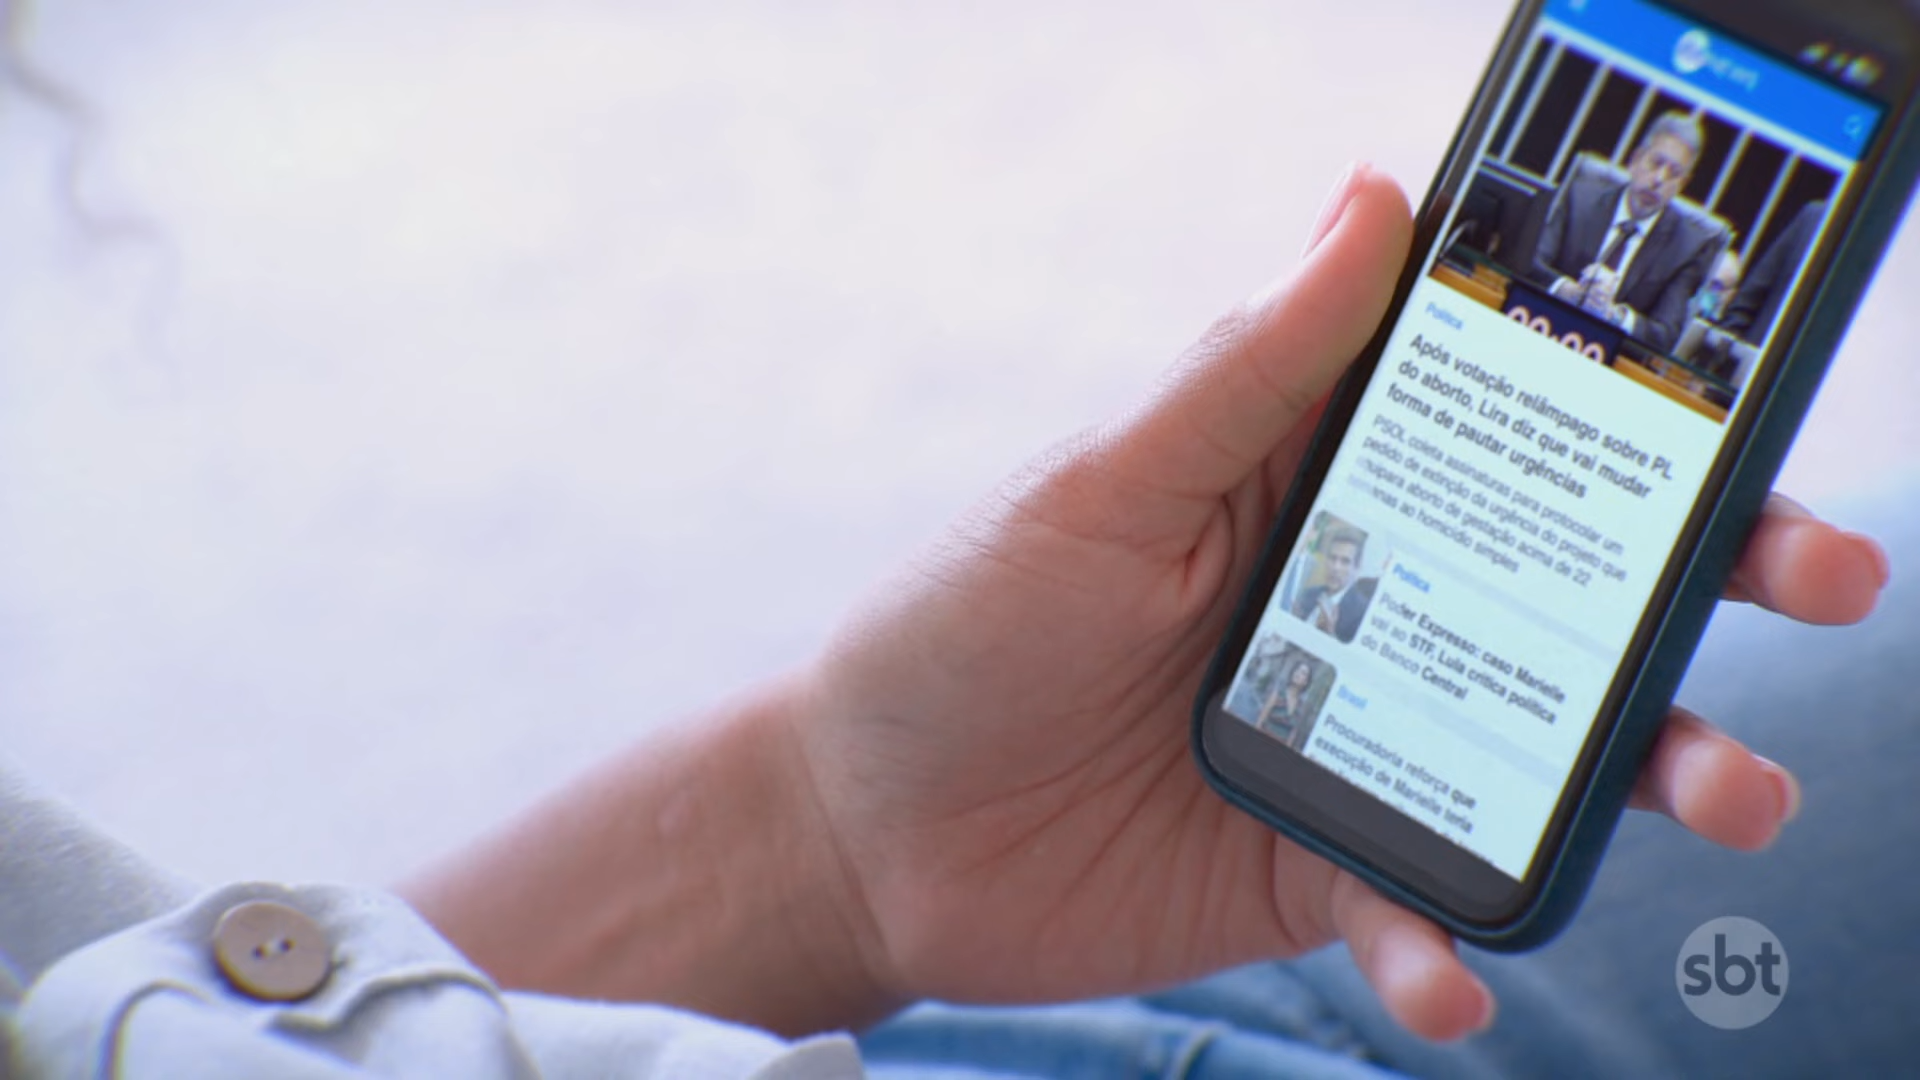 news
Política
00:00
Após votação relâmpago sobre PL
do aborto, Lira diz que vai mudar
forma de pautar urgências
PSOL coleta assinaturas para protocolar um
pedido de extinção da urgência do projeto que
equipara aborto de gestação acima de 22
semanas ao homicídio simples
Política
Poder Expresso: caso Marielle
vai ao STF, Lula critica política
do Banco Central
Brasil
Procuradoria reforça que
execução de Marielle teria
sbt